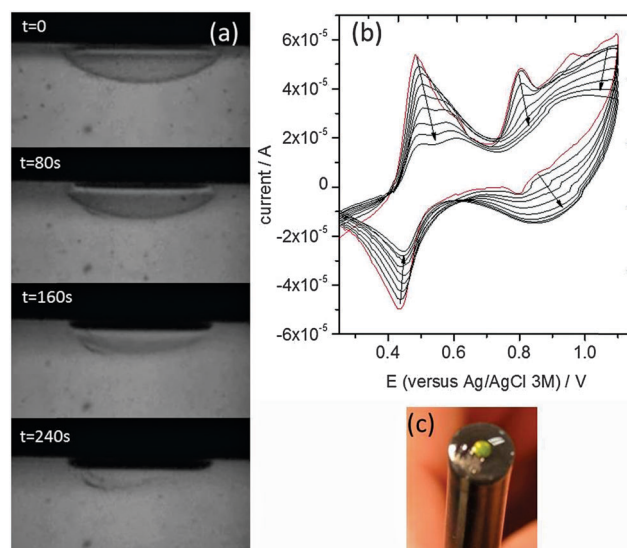 t=0
(a)
t=80s
t=160s
t=240s
(b)
6x10⁻⁵
4x10⁻⁵
2x10⁻⁵
0
-2x10⁻⁵
-4x10⁻⁵
-6x10⁻⁵
current / A
0.4 0.6 0.8 1.0
E (versus Ag/AgCl 3M) / V
(c)